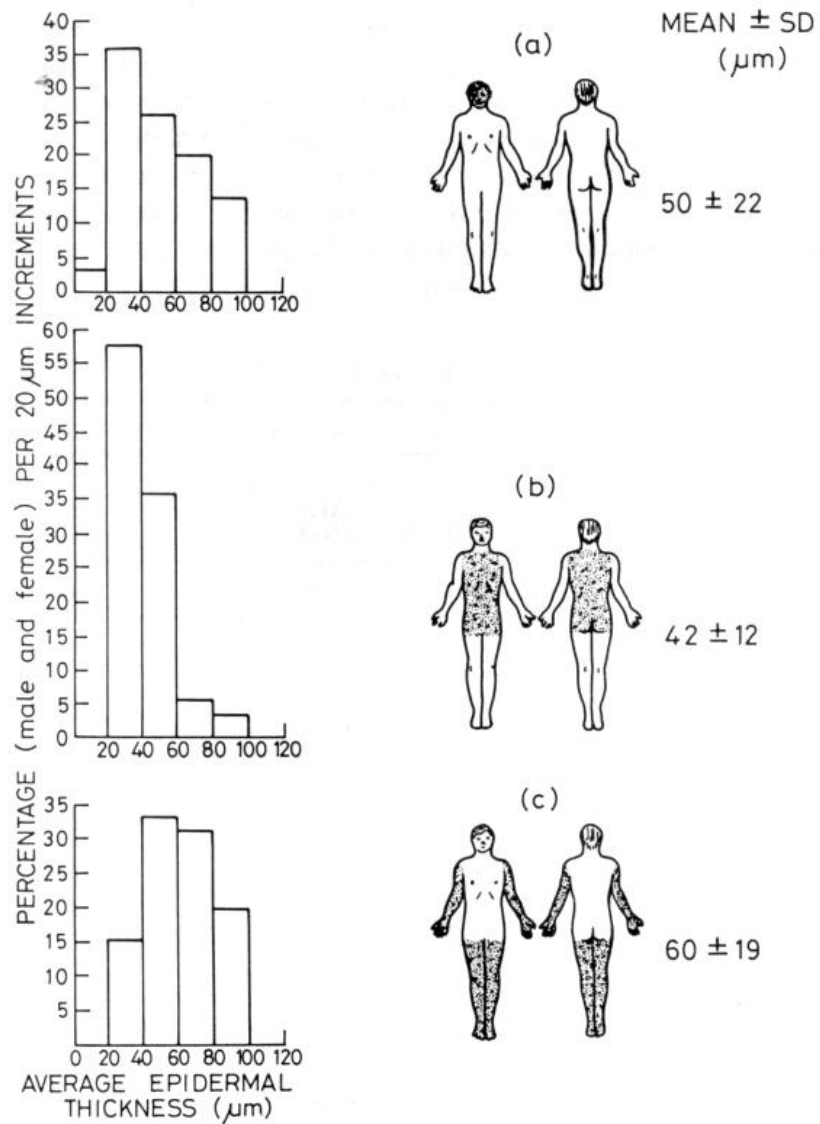 MEAN ± SD
(µm)
(a)
40
35
30
25
20
15
10
5
0
20 40 60 80 100 120
50 ± 22
60
55
50
45
40
35
30
25
20
15
10
5
0
20 40 60 80 100 120
(b)
42 ± 12
30
25
20
15
10
5
0 20 40 60 80 100 120
(c)
60 ± 19
PERCENTAGE (male and female) PER 20 µm INCREMENTS
AVERAGE EPIDERMAL
THICKNESS (µm)